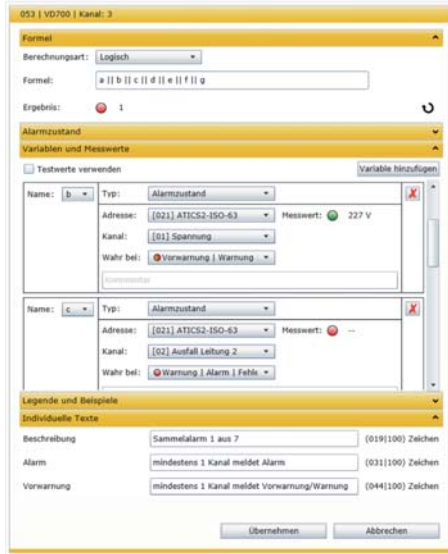 053 | VD700 | Kanal: 3
Formel
Berechnungsart: Logisch
Formel: a || b || c || d || e || f || g
Ergebnis: 1
Alarmzustand
Variablen und Messwerte
Testwerte verwenden Variable hinzufügen
Name: b Typ: Alarmzustand X
Adresse: [021] ATICS2-ISO-63 Messwert: 227 V
Kanal: [01] Spannung
Wahr bei: Vorwarnung | Warnung
Kommentar
Name: c Typ: Alarmzustand X
Adresse: [021] ATICS2-ISO-63 Messwert: --
Kanal: [02] Ausfall Leitung 2
Wahr bei: Warnung | Alarm | Fehle
Legende und Beispiele
Individuelle Texte
Beschreibung Sammelalarm 1 aus 7 (019|100) Zeichen
Alarm mindestens 1 Kanal meldet Alarm (031|100) Zeichen
Vorwarnung mindestens 1 Kanal meldet Vorwarnung/Warnung (044|100) Zeichen
Übernehmen Abbrechen